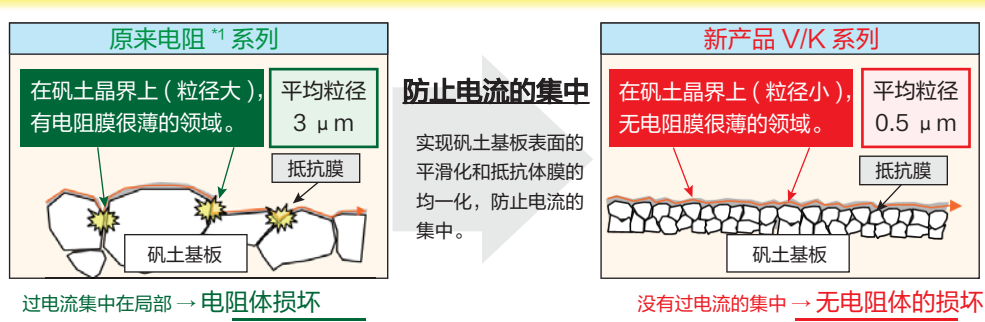 原来电阻 *1 系列
在矾土晶界上 ( 粒径大 ),
有电阻膜很薄的领域。
平均粒径
3 μm
抵抗膜
矾土基板
过电流集中在局部 → 电阻体损坏
防止电流的集中
实现矾土基板表面的
平滑化和抵抗体膜的
均一化，防止电流的
集中。
新产品 V/K 系列
在矾土晶界上 ( 粒径小 ),
无电阻膜很薄的领域。
平均粒径
0.5 μm
抵抗膜
矾土基板
没有过电流的集中 → 无电阻体的损坏